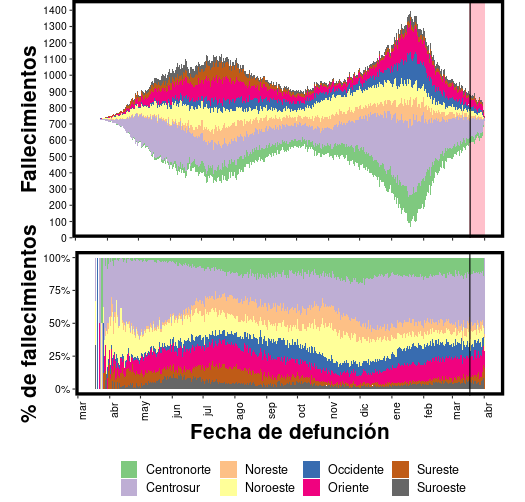 Fallecimientos
1400
1300
1200
1100
1000
900
800
700
600
500
400
300
200
100
0
% de fallecimientos
100%
75%
50%
25%
0%
mar
abr
may
jun
jul
ago
sep
oct
nov
dic
ene
feb
mar
abr
Fecha de defunción
Centronorte Noreste Occidente Sureste
Centrosur Noroeste Oriente Suroeste